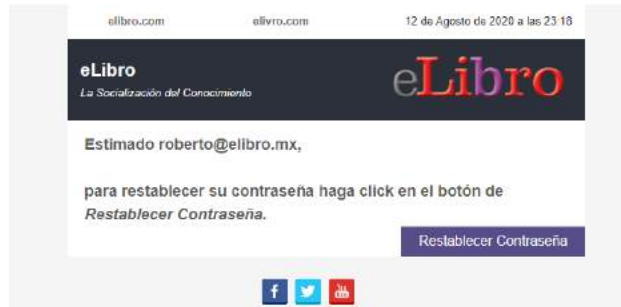 elibro.com elivro.com 12 de Agosto de 2020 a las 23:18
eLibro
La Socialización del Conocimiento
eLibro
Estimado roberto@elibro.mx,
para restablecer su contraseña haga click en el botón de
Restablecer Contraseña.
Restablecer Contraseña